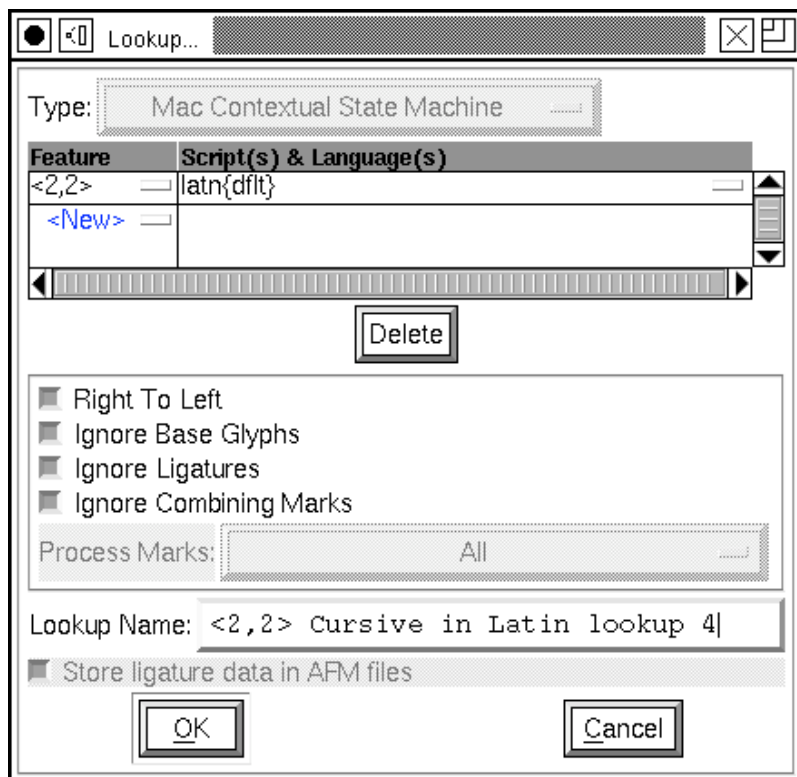 Lookup...
Type: Mac Contextual State Machine
Feature Script(s) & Language(s)
<2,2> latn{dflt}
<New>
Delete
Right To Left
Ignore Base Glyphs
Ignore Ligatures
Ignore Combining Marks
Process Marks: All
Lookup Name: <2,2> Cursive in Latin lookup 4
Store ligature data in AFM files
OK Cancel